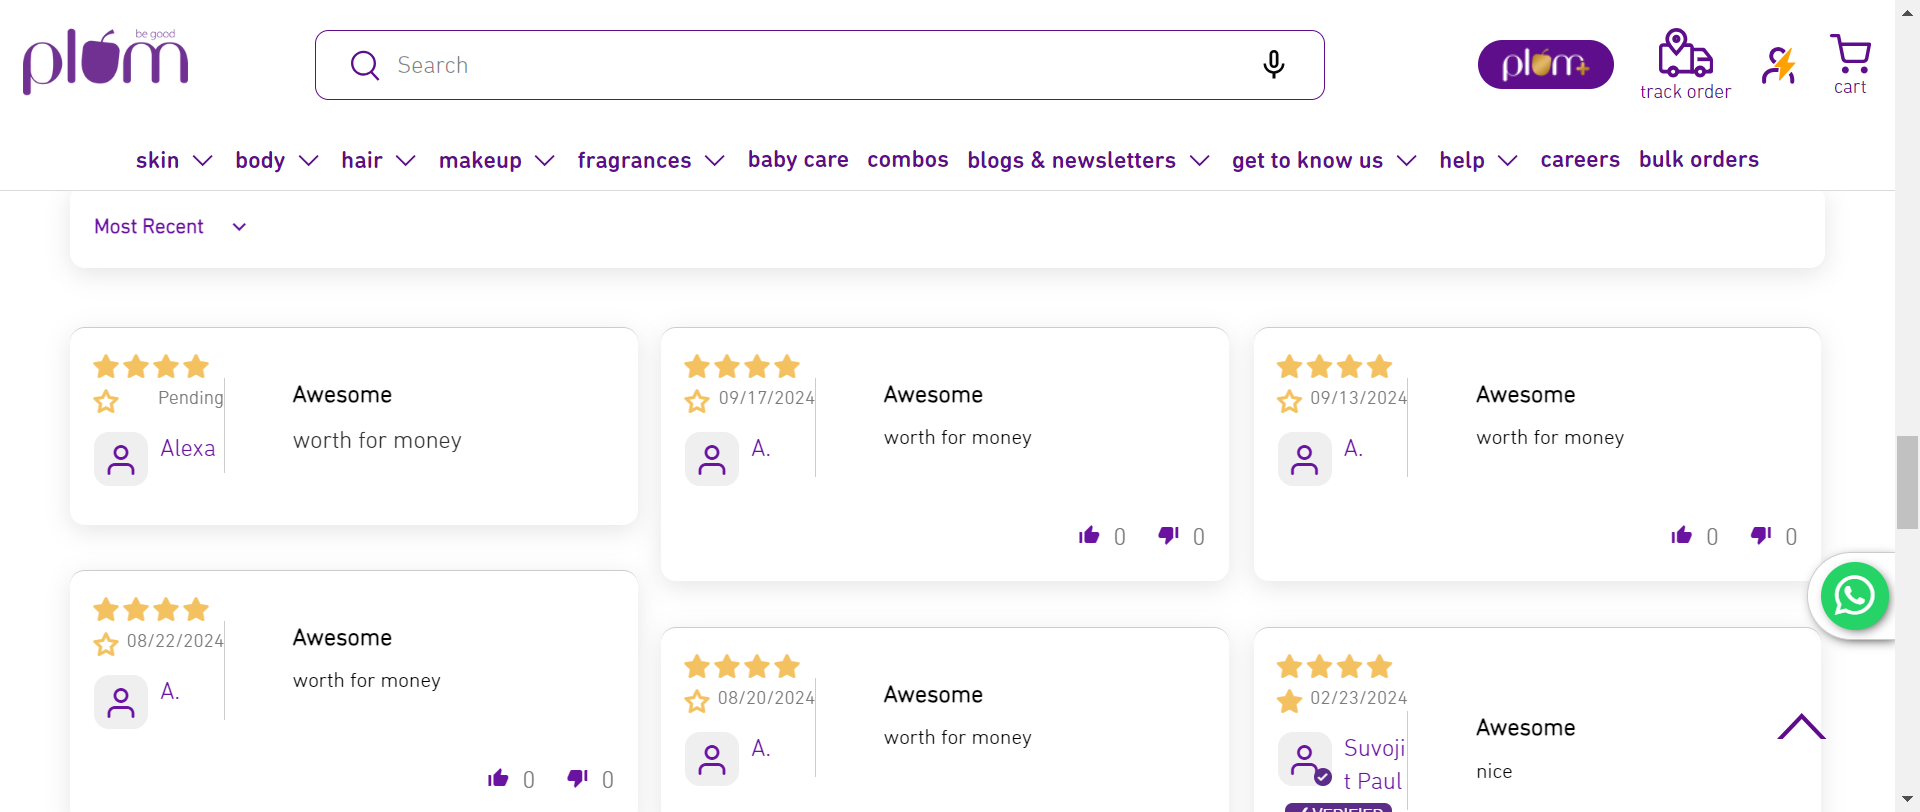 be good
plum
Search
plum+
track order
cart
skin
body
hair
makeup
fragrances
baby care
combos
blogs & newsletters
get to know us
help
careers
bulk orders
Most Recent
Pending
Alexa
Awesome
worth for money
09/17/2024
A.
Awesome
worth for money
0
0
09/13/2024
A.
Awesome
worth for money
0
0
08/22/2024
A.
Awesome
worth for money
0
0
08/20/2024
A.
Awesome
worth for money
02/23/2024
Suvoji
t Paul
VERIFIED
Awesome
nice